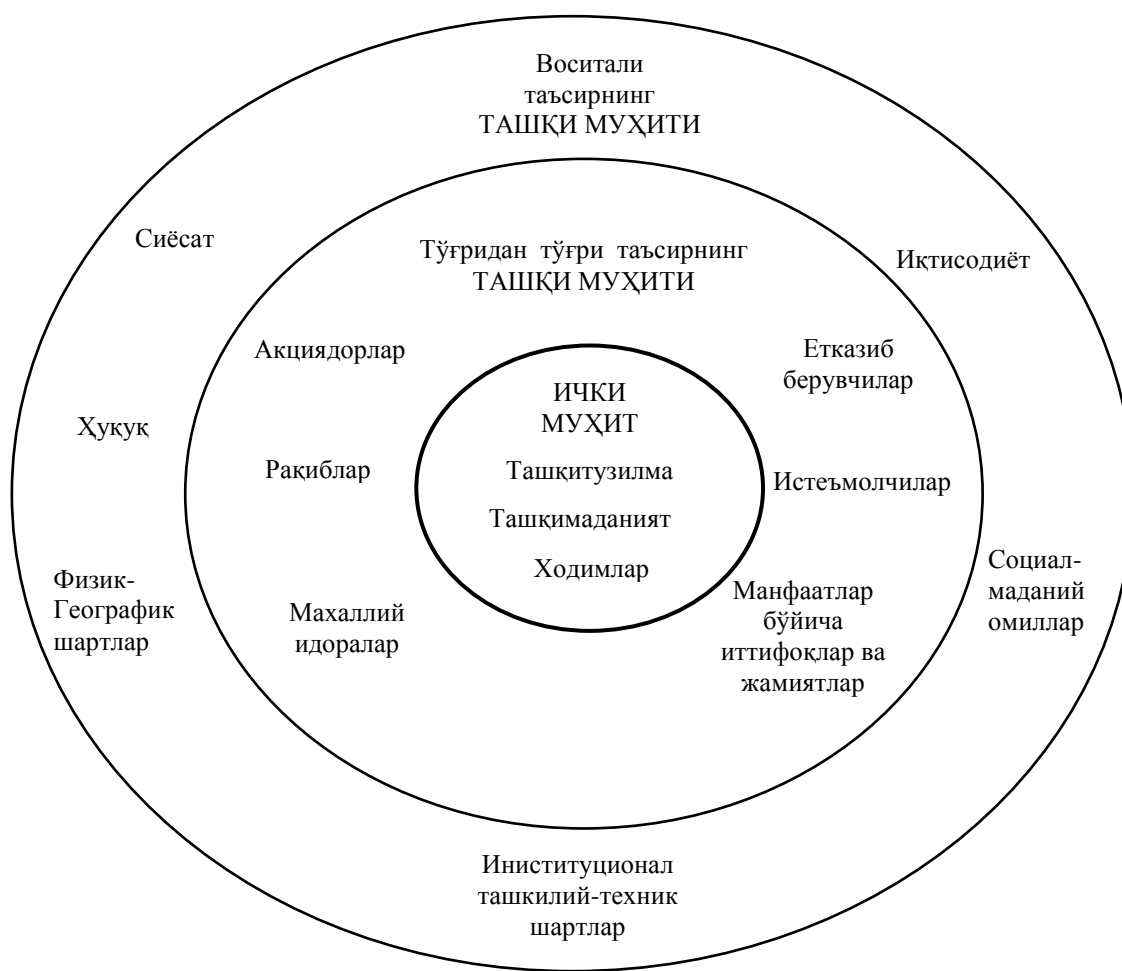 Воситали
таъсирнинг
ТАШҚИ МУҲИТИ
Сиёсат
Тўғридан тўғри таъсирнинг
ТАШҚИ МУҲИТИ
Иқтисодиёт
Акциядорлар
Етказиб
берувчилар
ИЧКИ
МУҲИТ
Ҳуқуқ
Рақиблар
Ташқитузилма
Истеъмолчилар
Ташқимаданият
Ходимлар
Физик-
Географик
шартлар
Махаллий
идоралар
Манфаатлар
бўйича
иттифоқлар ва
жамиятлар
Социал-
маданий
омиллар
Иниституционал
ташкилий-техник
шартлар